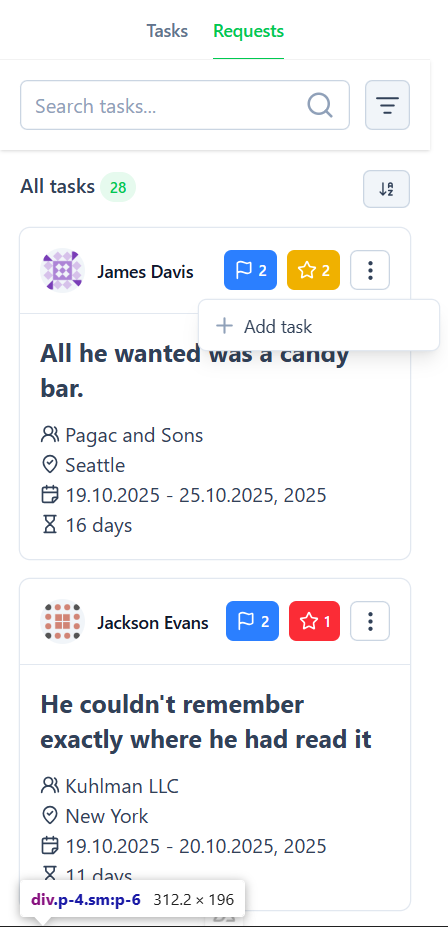 Tasks Requests
Search tasks...
All tasks 28
James Davis 2 2
Add task
All he wanted was a candy
bar.
Pagac and Sons
Seattle
19.10.2025 - 25.10.2025, 2025
16 days
Jackson Evans 2 1
He couldn't remember
exactly where he had read it
Kuhlman LLC
New York
19.10.2025 - 20.10.2025, 2025
11 days
div.p-4.sm:p-6 312.2 × 196